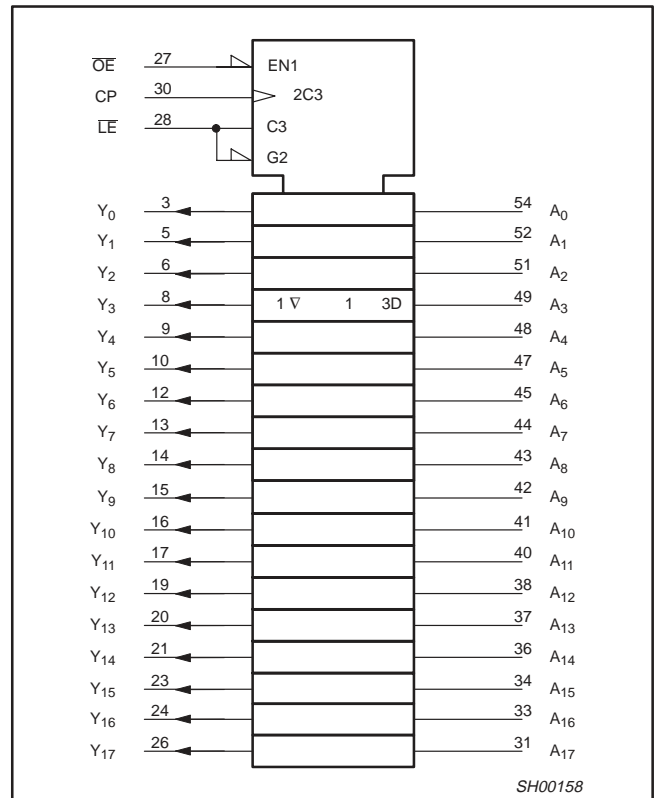 O̅E̅ 27 EN1
CP 30 2C3
L̅E̅ 28 C3
G2
Y0 3 54 A0
Y1 5 52 A1
Y2 6 51 A2
Y3 8 1 ∇ 1 3D 49 A3
Y4 9 48 A4
Y5 10 47 A5
Y6 12 45 A6
Y7 13 44 A7
Y8 14 43 A8
Y9 15 42 A9
Y10 16 41 A10
Y11 17 40 A11
Y12 19 38 A12
Y13 20 37 A13
Y14 21 36 A14
Y15 23 34 A15
Y16 24 33 A16
Y17 26 31 A17
SH00158